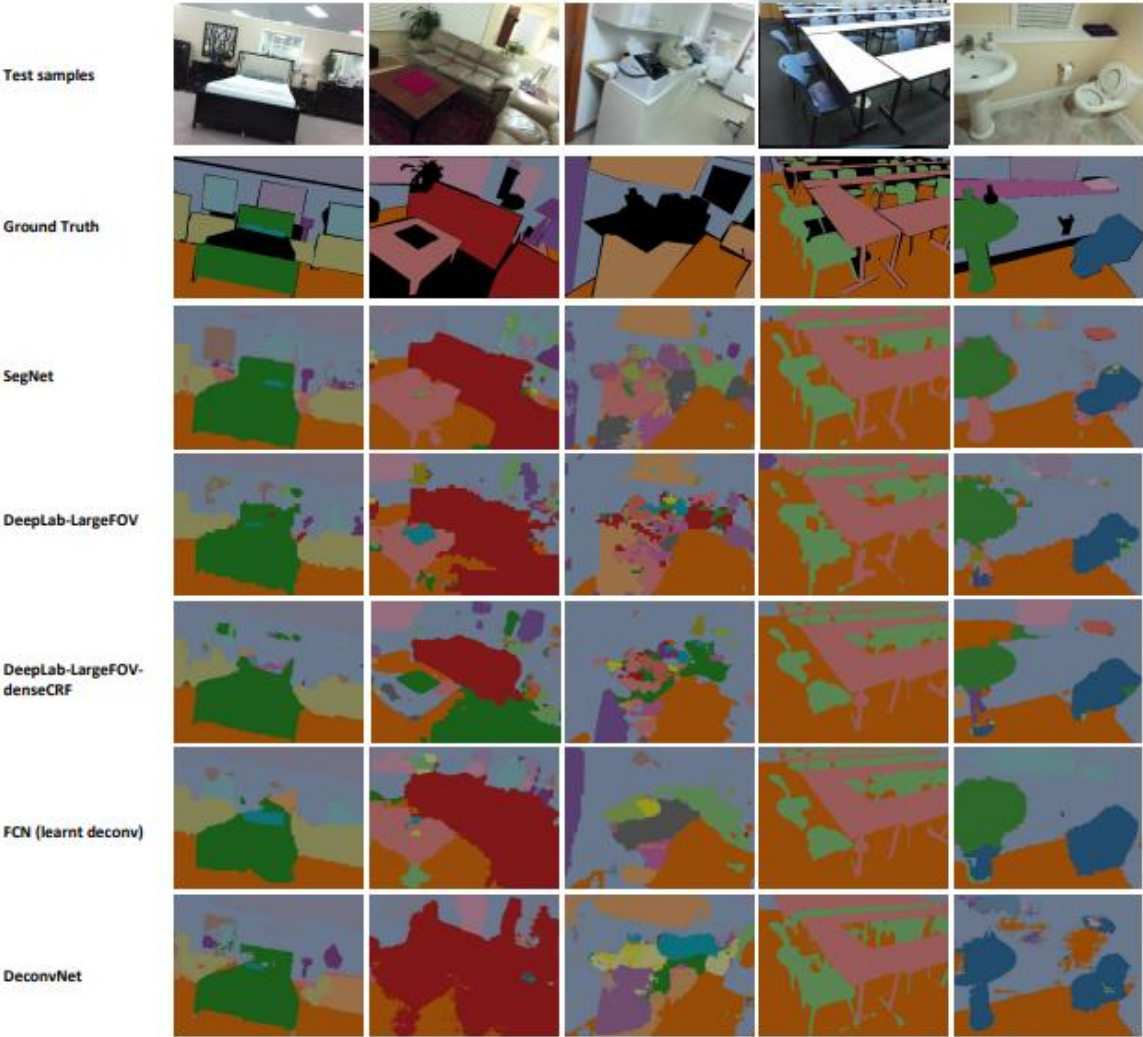 Test samples
Ground Truth
SegNet
DeepLab-LargeFOV
DeepLab-LargeFOV-
denseCRF
FCN (learnt deconv)
DeconvNet